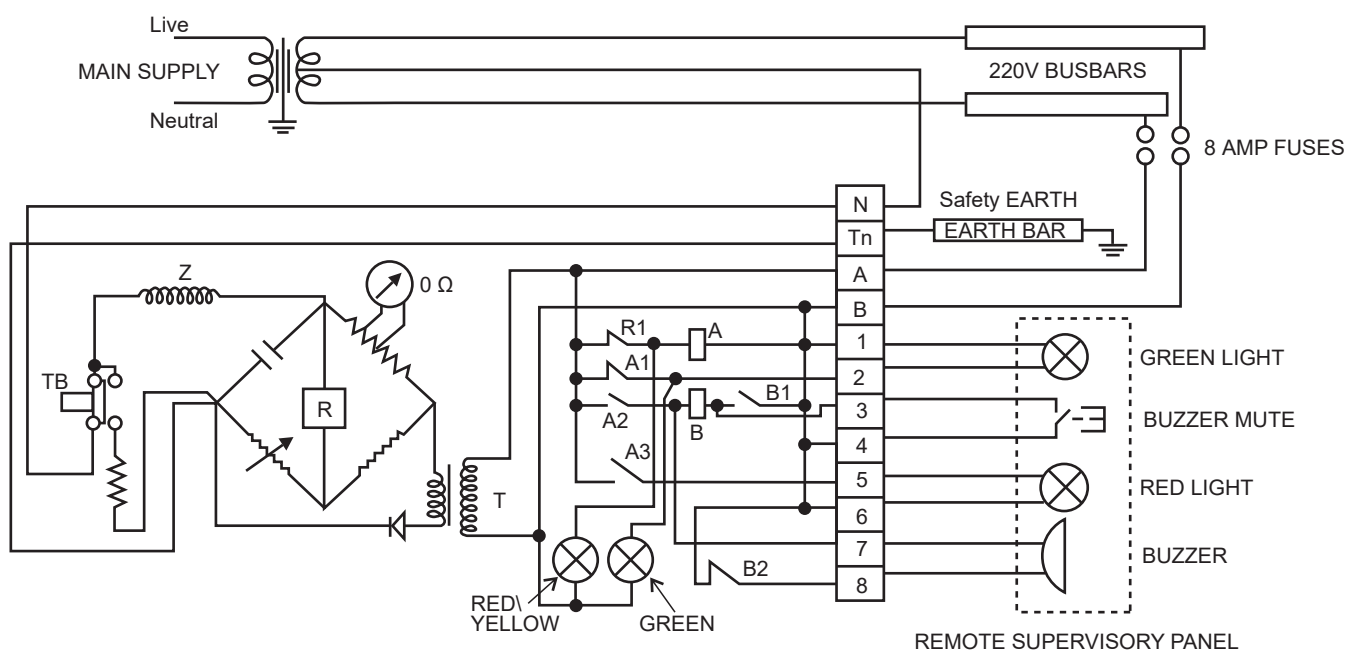 Live
MAIN SUPPLY
Neutral
220V BUSBARS
8 AMP FUSES
N
Safety EARTH
Tn
EARTH BAR
Z
0 Ω
A
B
R1
A
1
GREEN LIGHT
A1
2
TB
R
A2
B
B1
3
BUZZER MUTE
4
A3
5
RED LIGHT
T
6
7
BUZZER
B2
8
RED\
YELLOW
GREEN
REMOTE SUPERVISORY PANEL